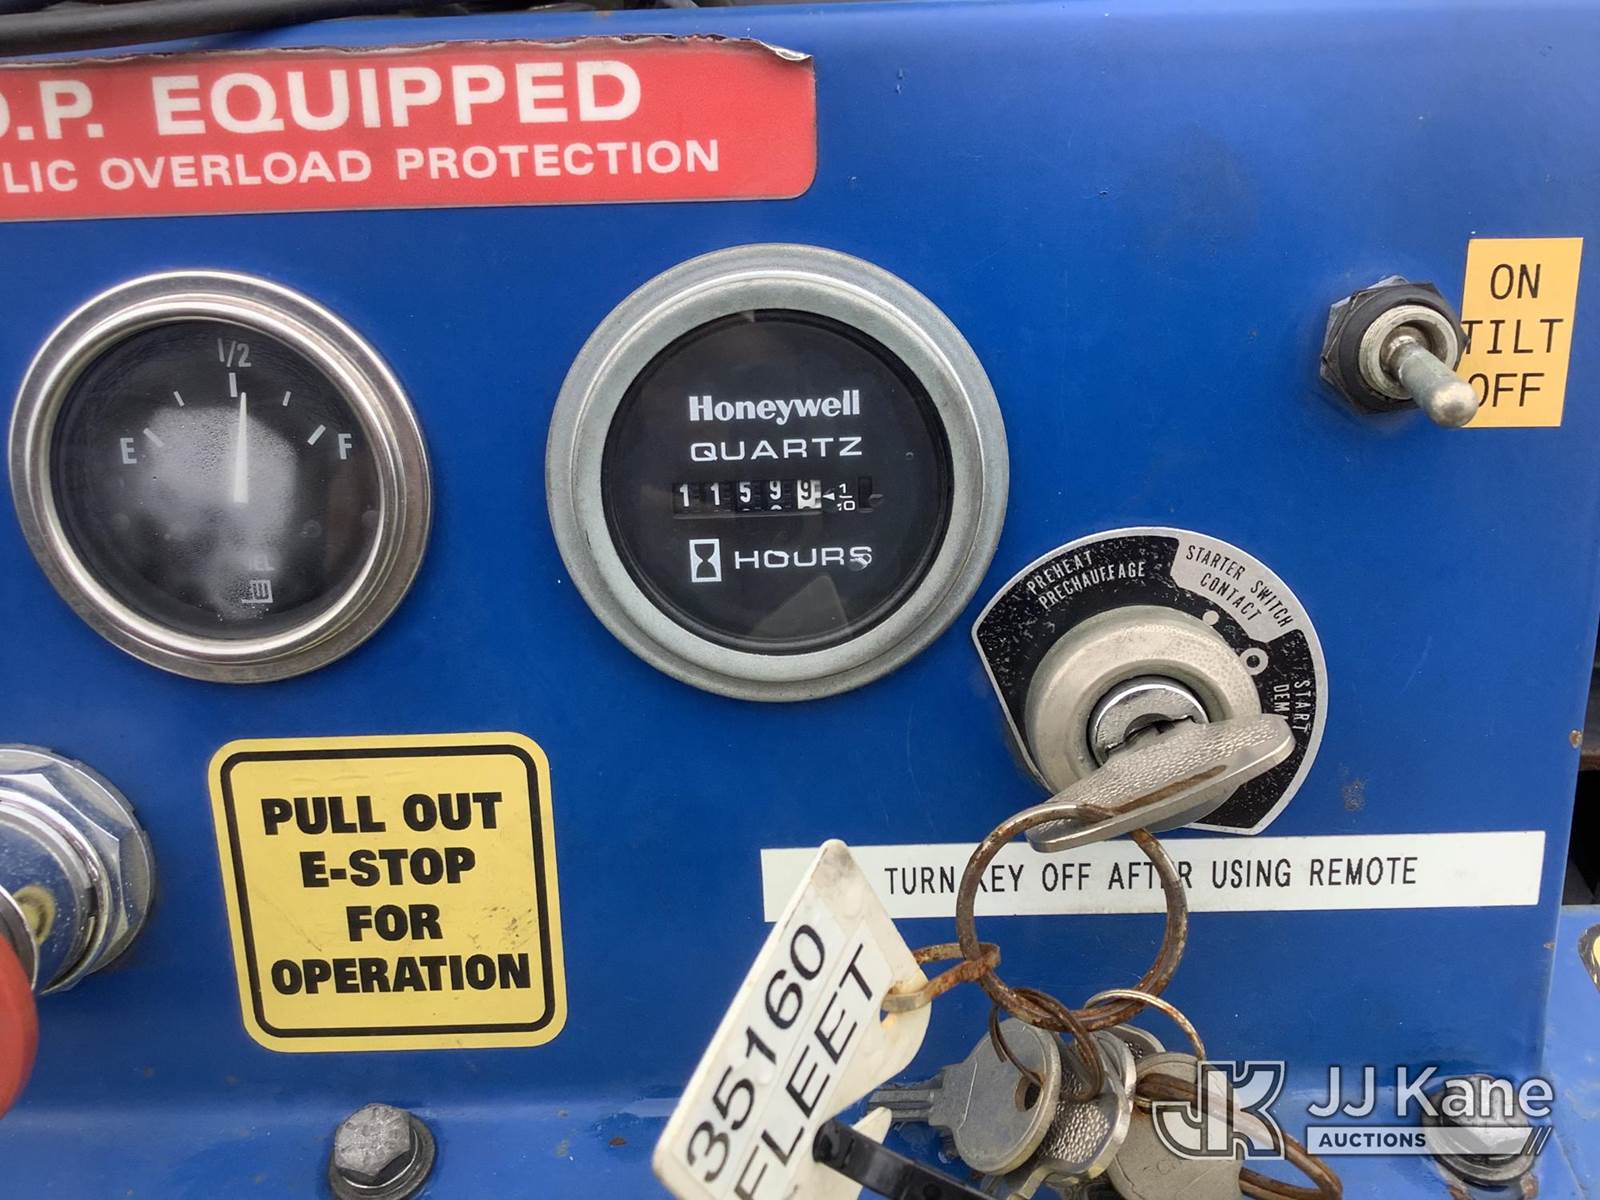 .P. EQUIPPED
LIC OVERLOAD PROTECTION
1/2
E
F
Honeywell
QUARTZ
11599
1/10
HOURS
PREHEAT
PRECHAUFFAGE
STARTER SWITCH
CONTACT
START
ON
TILT
OFF
PULL OUT
E-STOP
FOR
OPERATION
TURN KEY OFF AFTER USING REMOTE
35160
FLEET
JJ Kane
AUCTIONS